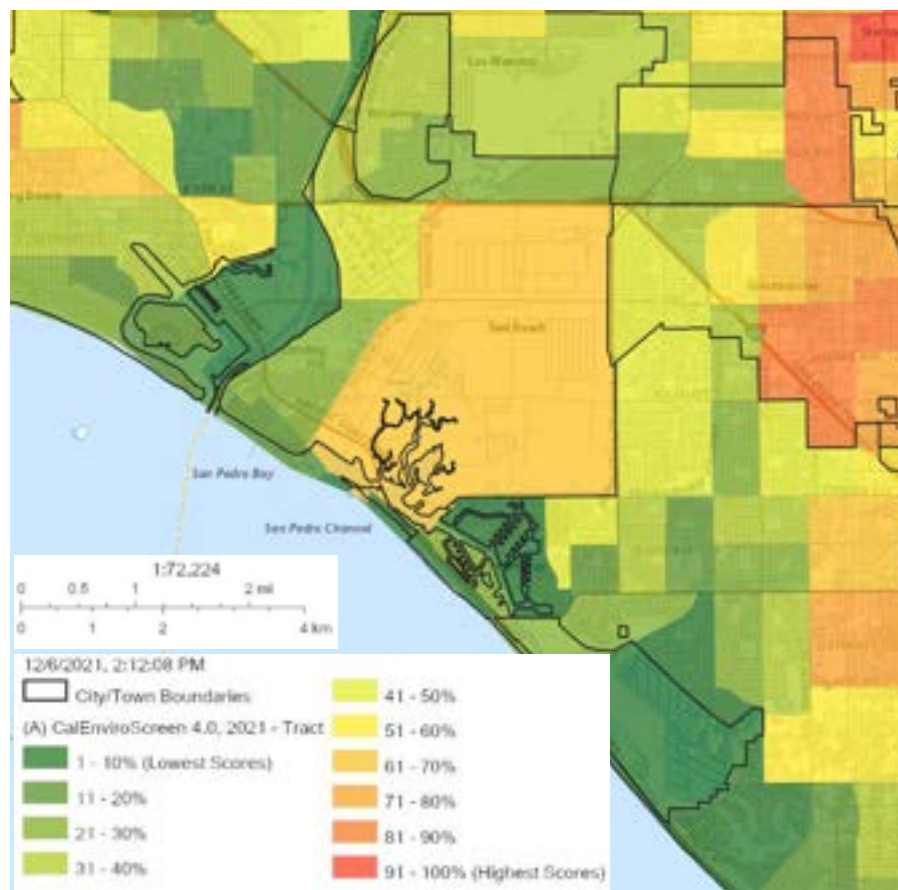 Los Alamitos
Seal Beach
Westminster
San Pedro Bay
San Pedro Channel
1:72,224
0 0.5 1 2 mi
0 1 2 4 km
12/6/2021, 2:12:08 PM
City/Town Boundaries
(A) CalEnviroScreen 4.0, 2021 - Tract
1 - 10% (Lowest Scores)
11 - 20%
21 - 30%
31 - 40%
41 - 50%
51 - 60%
61 - 70%
71 - 80%
81 - 90%
91 - 100% (Highest Scores)